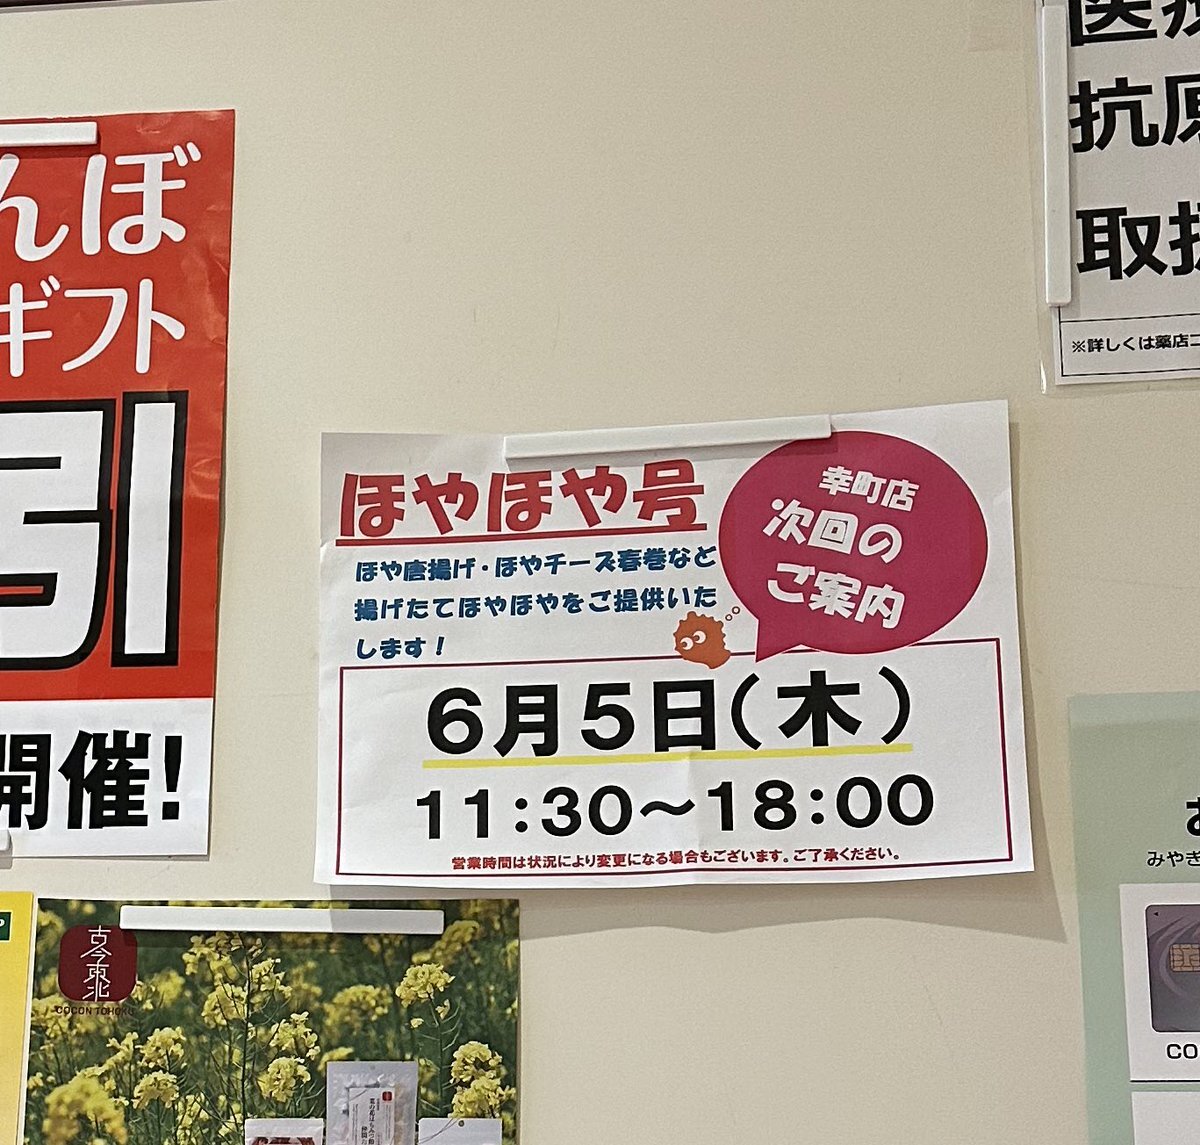 んぼ
ギフト
引
開催!
ほやほや号
ほや唐揚げ・ほやチーズ春巻など
揚げたてほやほやをご提供いた
します!
幸町店
次回の
ご案内
6月5日(木)
11:30～18:00
営業時間は状況により変更になる場合もございます。ご了承ください。
抗原
取扱
※詳しくは薬店コ
古今東北
COCON TOHOKU
お
みやぎ
CO